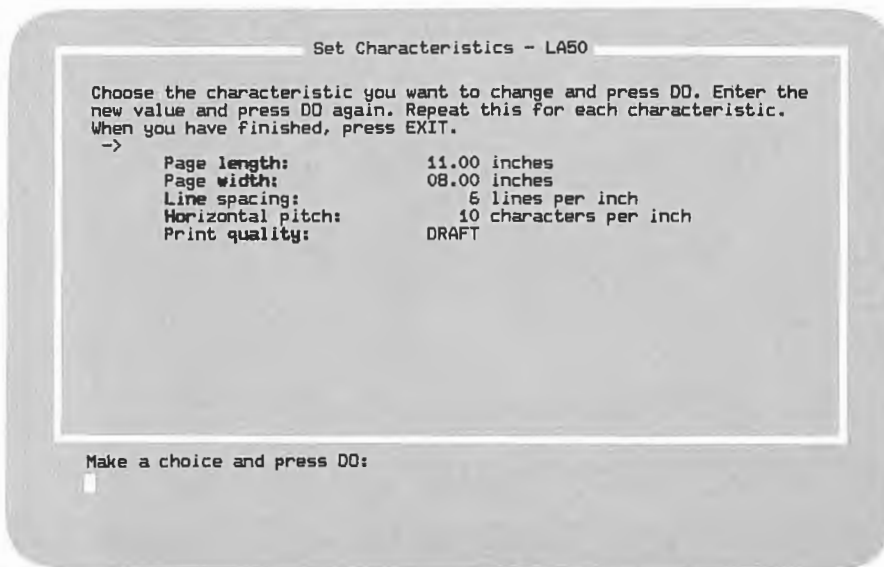 Set Characteristics - LA50
Choose the characteristic you want to change and press DO. Enter the
new value and press DO again. Repeat this for each characteristic.
When you have finished, press EXIT.
->
Page length: 11.00 inches
Page width: 08.00 inches
Line spacing: 6 lines per inch
Horizontal pitch: 10 characters per inch
Print quality: DRAFT
Make a choice and press DO: